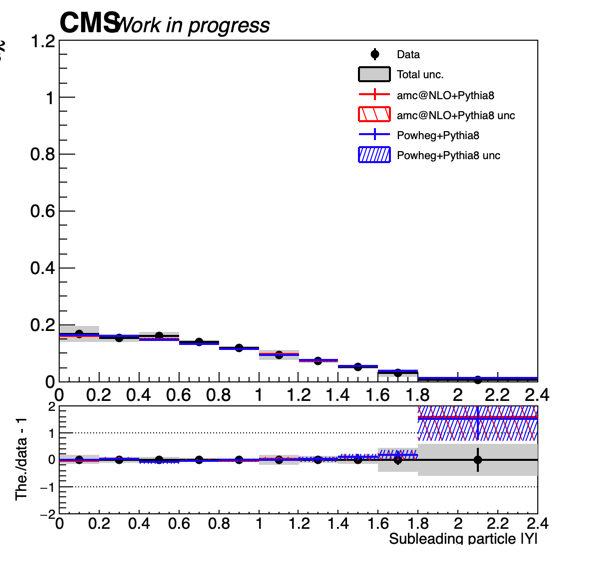 CMS Work in progress
1.2
Data
Total unc.
1
amc@NLO+Pythia8
amc@NLO+Pythia8 unc
Powheg+Pythia8
Powheg+Pythia8 unc
0.8
0.6
0.4
0.2
0
0 0.2 0.4 0.6 0.8 1 1.2 1.4 1.6 1.8 2 2.2 2.4
The./data - 1
2
1
0
−1
−2
0 0.2 0.4 0.6 0.8 1 1.2 1.4 1.6 1.8 2 2.2 2.4
Subleading particle |Y|